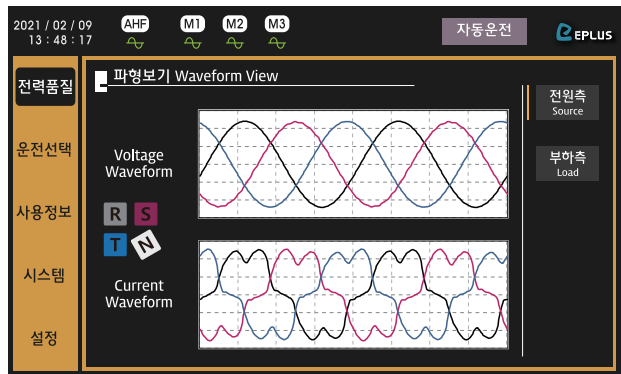 2021 / 02 / 09
13 : 48 : 17
AHF
M1
M2
M3
자동운전
EPLUS
전력품질
운전선택
사용정보
시스템
설정
파형보기 Waveform View
Voltage
Waveform
R S
T N
Current
Waveform
전원측
Source
부하측
Load